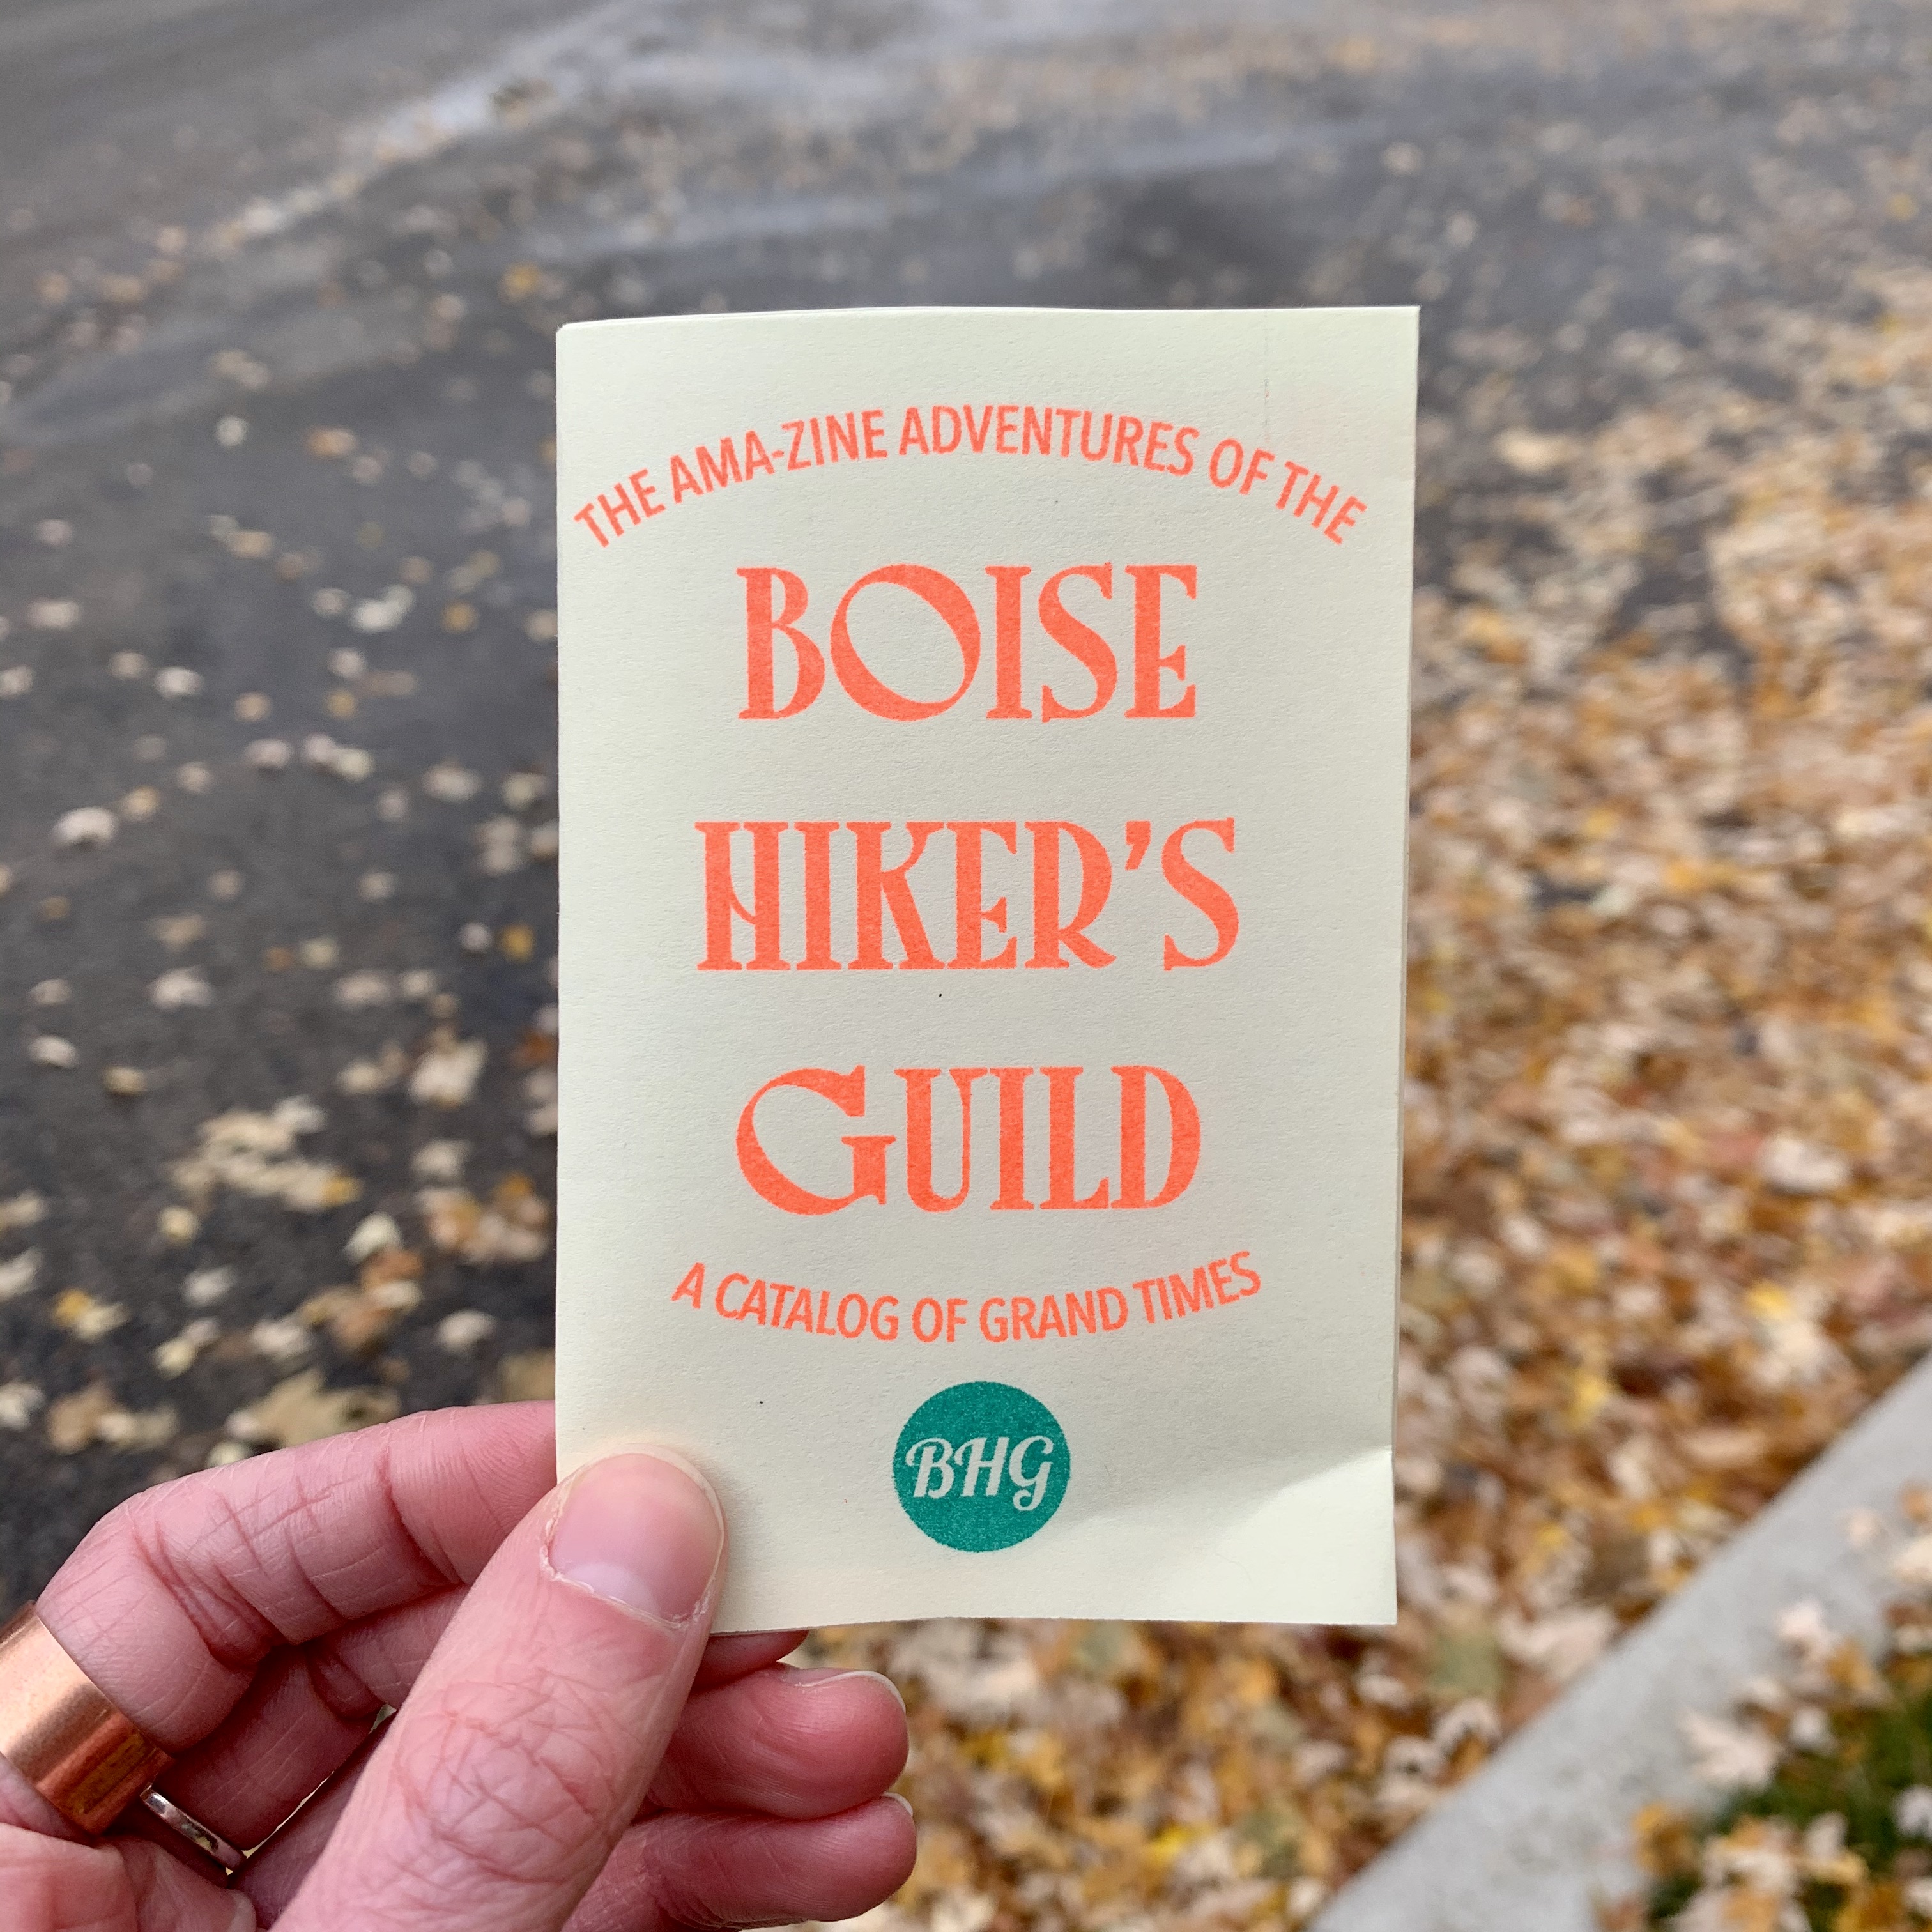 THE AMA-ZINE ADVENTURES OF THE
BOISE
HIKER'S
GUILD
A CATALOG OF GRAND TIMES
BHG